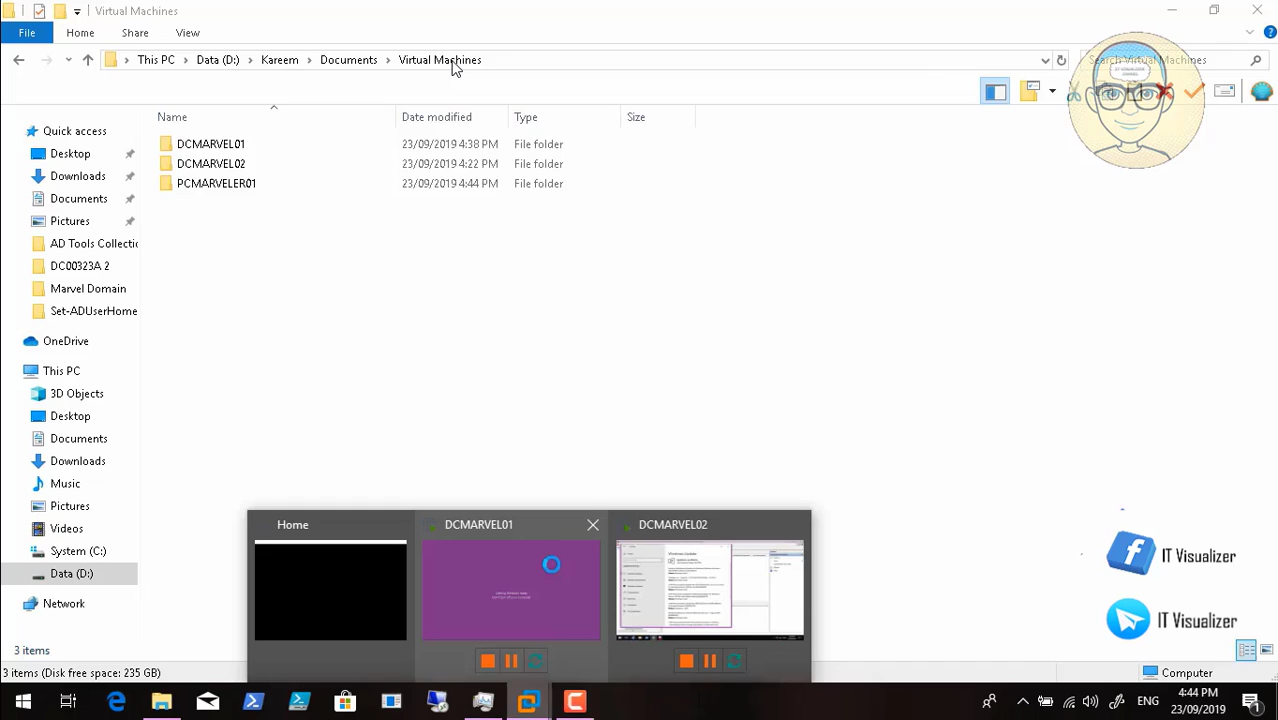 Virtual Machines
File Home Share View
This PC Data (D:) Kareem Documents
Search Virtual Machines
Name Date Type Size
DCMARVEL01 23/09/2019 4:38 PM File folder
DCMARVEL02 23/09/2019 4:22 PM File folder
PCMARVELER01 23/09/2019 4:44 PM File folder
Quick access
Desktop
Downloads
Documents
Pictures
AD Tools Collectic
DC00323A 2
Marvel Domain
Set-ADUserHome
OneDrive
This PC
3D Objects
Desktop
Documents
Downloads
Music
Pictures
Videos
System (C:)
Data (D:)
Network
Home DCMARVEL01 DCMARVEL02
IT Visualizer
IT Visualizer
3 items
3 items
disk free space: 235 GB)
Computer
ENG
4:44 PM
23/09/2019
1